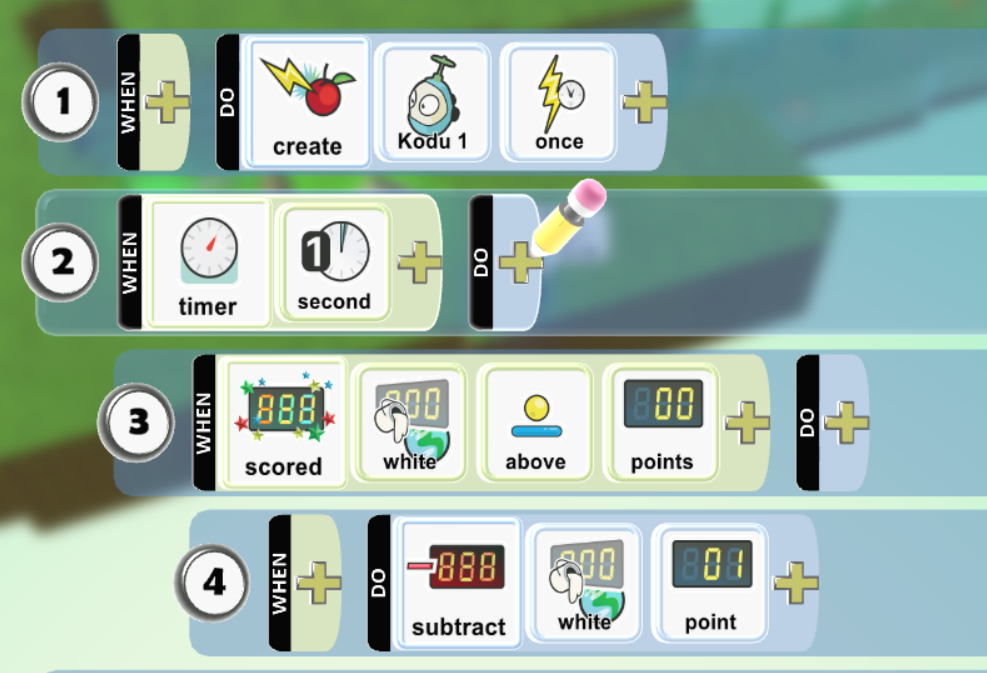 1 WHEN DO create Kodu 1 once
2 WHEN timer 1 second DO
3 WHEN scored 888 white 000 above 00 points DO
4 WHEN DO subtract 888 white 000 01 point